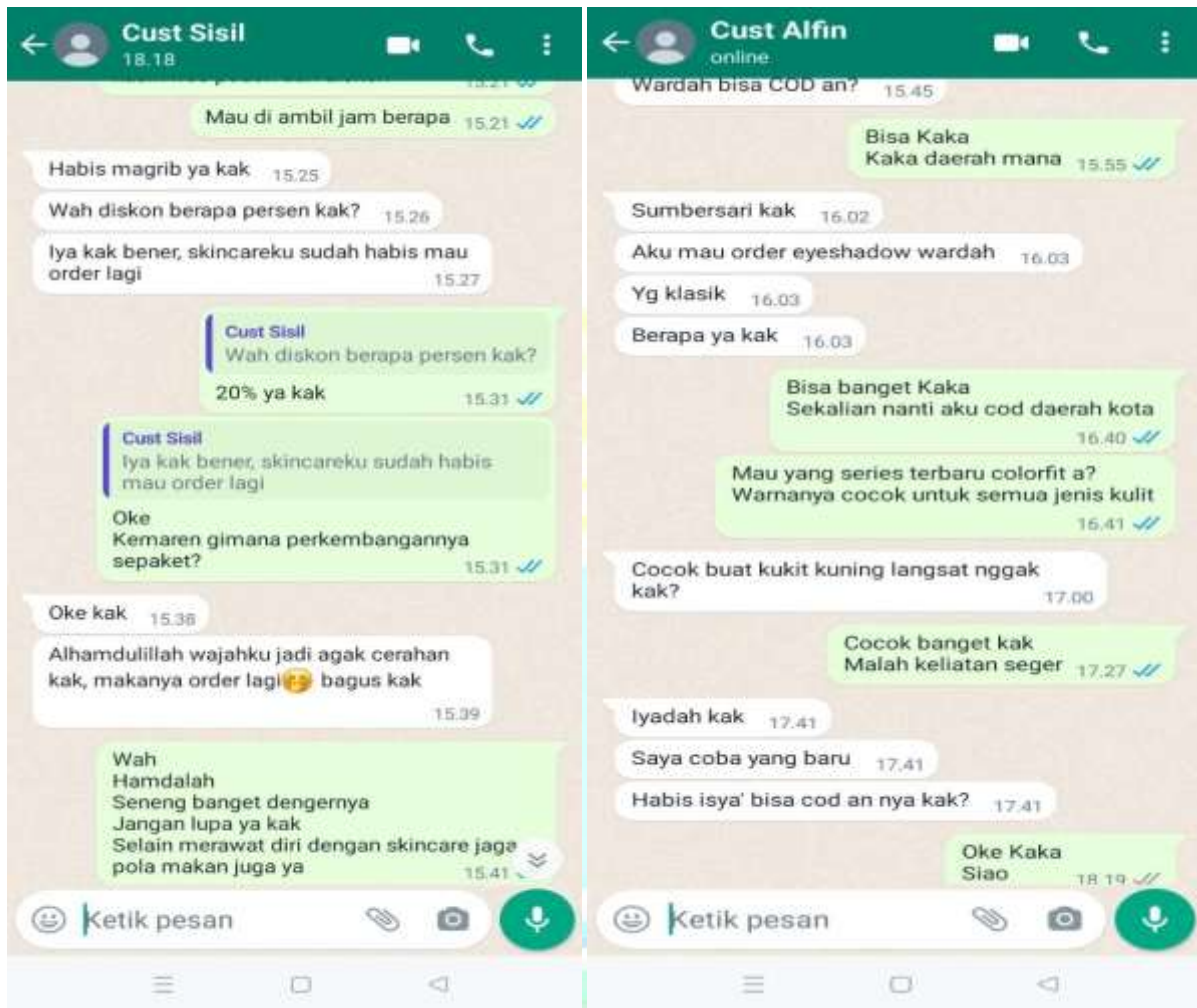 Cust Sisil
18.18
Mau di ambil jam berapa 15.21
Habis magrib ya kak 15.25
Wah diskon berapa persen kak? 15.26
Iya kak bener, skincareku sudah habis mau
order lagi 15.27
Cust Sisil
Wah diskon berapa persen kak?
20% ya kak 15.31
Cust Sisil
Iya kak bener, skincareku sudah habis
mau order lagi
Oke
Kemaren gimana perkembangannya
sepaket? 15.31
Oke kak 15.38
Alhamdulillah wajahku jadi agak cerahan
kak, makanya order lagi bagus kak
15.39
Wah
Hamdalah
Seneng banget dengernya
Jangan lupa ya kak
Selain merawat diri dengan skincare jaga
pola makan juga ya 15.41
Ketik pesan
Cust Alfin
online
Wardah bisa COD an? 15.45
Bisa Kaka
Kaka daerah mana 15.55
Sumbersari kak 16.02
Aku mau order eyeshadow wardah 16.03
Yg klasik 16.03
Berapa ya kak 16.03
Bisa banget Kaka
Sekalian nanti aku cod daerah kota
16.40
Mau yang series terbaru colorfit a?
Warnanya cocok untuk semua jenis kulit
16.41
Cocok buat kukit kuning langsat nggak
kak? 17.00
Cocok banget kak
Malah keliatan seger 17.27
Iyadah kak 17.41
Saya coba yang baru 17.41
Habis isya' bisa cod an nya kak? 17.41
Oke Kaka
Siao 18.19
Ketik pesan